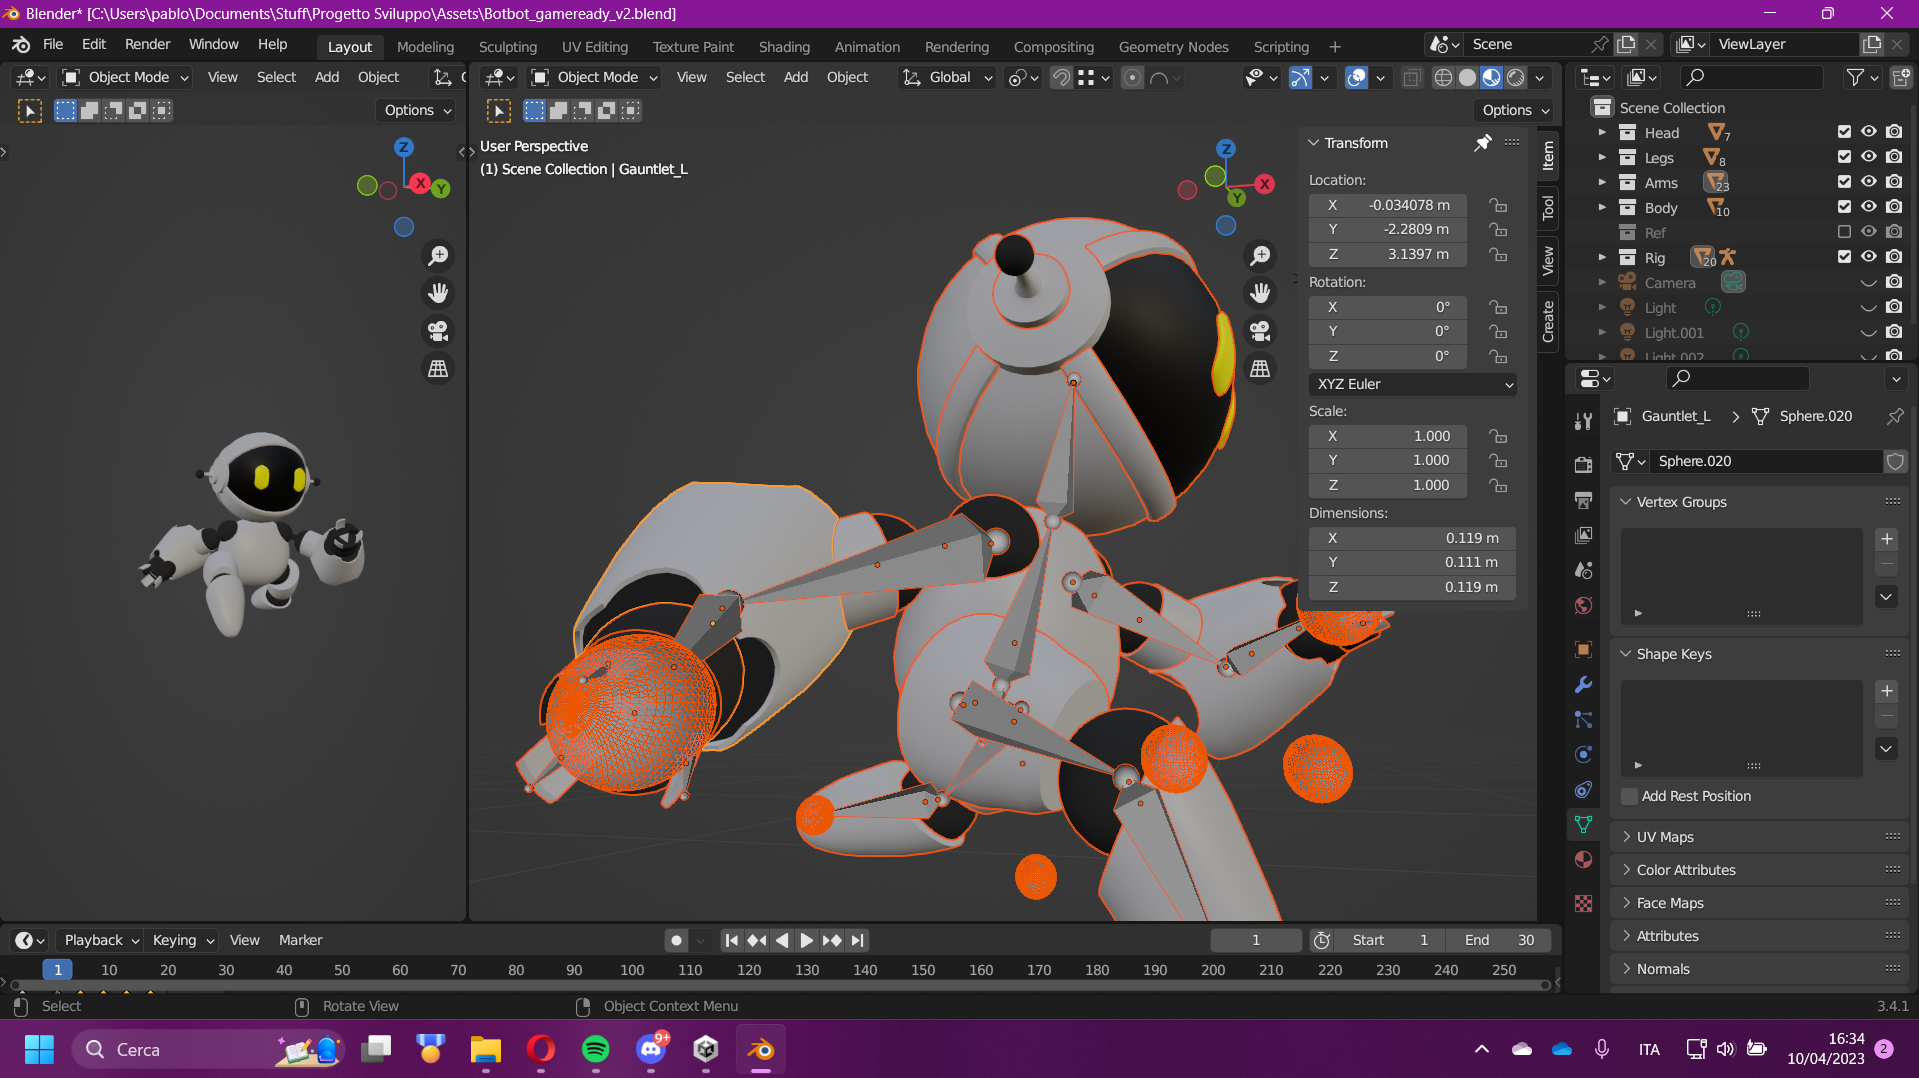 Blender* [C:\Users\pablo\Documents\Stuff\Progetto Sviluppo\Assets\Botbot_gameready_v2.blend]
File Edit Render Window Help Layout Modeling Sculpting UV Editing Texture Paint Shading Animation Rendering Compositing Geometry Nodes Scripting + Scene ViewLayer
Object Mode View Select Add Object
Object Mode View Select Add Object Global
Options
Options
Z
X
Y
User Perspective
(1) Scene Collection | Gauntlet_L
Z
X
Y
Transform
Location:
X -0.034078 m
Y -2.2809 m
Z 3.1397 m
Rotation:
X 0°
Y 0°
Z 0°
XYZ Euler
Scale:
X 1.000
Y 1.000
Z 1.000
Dimensions:
X 0.119 m
Y 0.111 m
Z 0.119 m
Item
Tool
View
Create
Scene Collection
Head 7
Legs 8
Arms 23
Body 10
Ref
Rig 20
Camera
Light
Light.001
Light.002
Gauntlet_L > Sphere.020
Sphere.020
Vertex Groups
Shape Keys
Add Rest Position
UV Maps
Color Attributes
Face Maps
Attributes
Normals
Playback Keying View Marker 1 Start 1 End 30
1 10 20 30 40 50 60 70 80 90 100 110 120 130 140 150 160 170 180 190 200 210 220 230 240 250
Select Rotate View Object Context Menu 3.4.1
Cerca 9+ ITA 16:34
10/04/2023 2